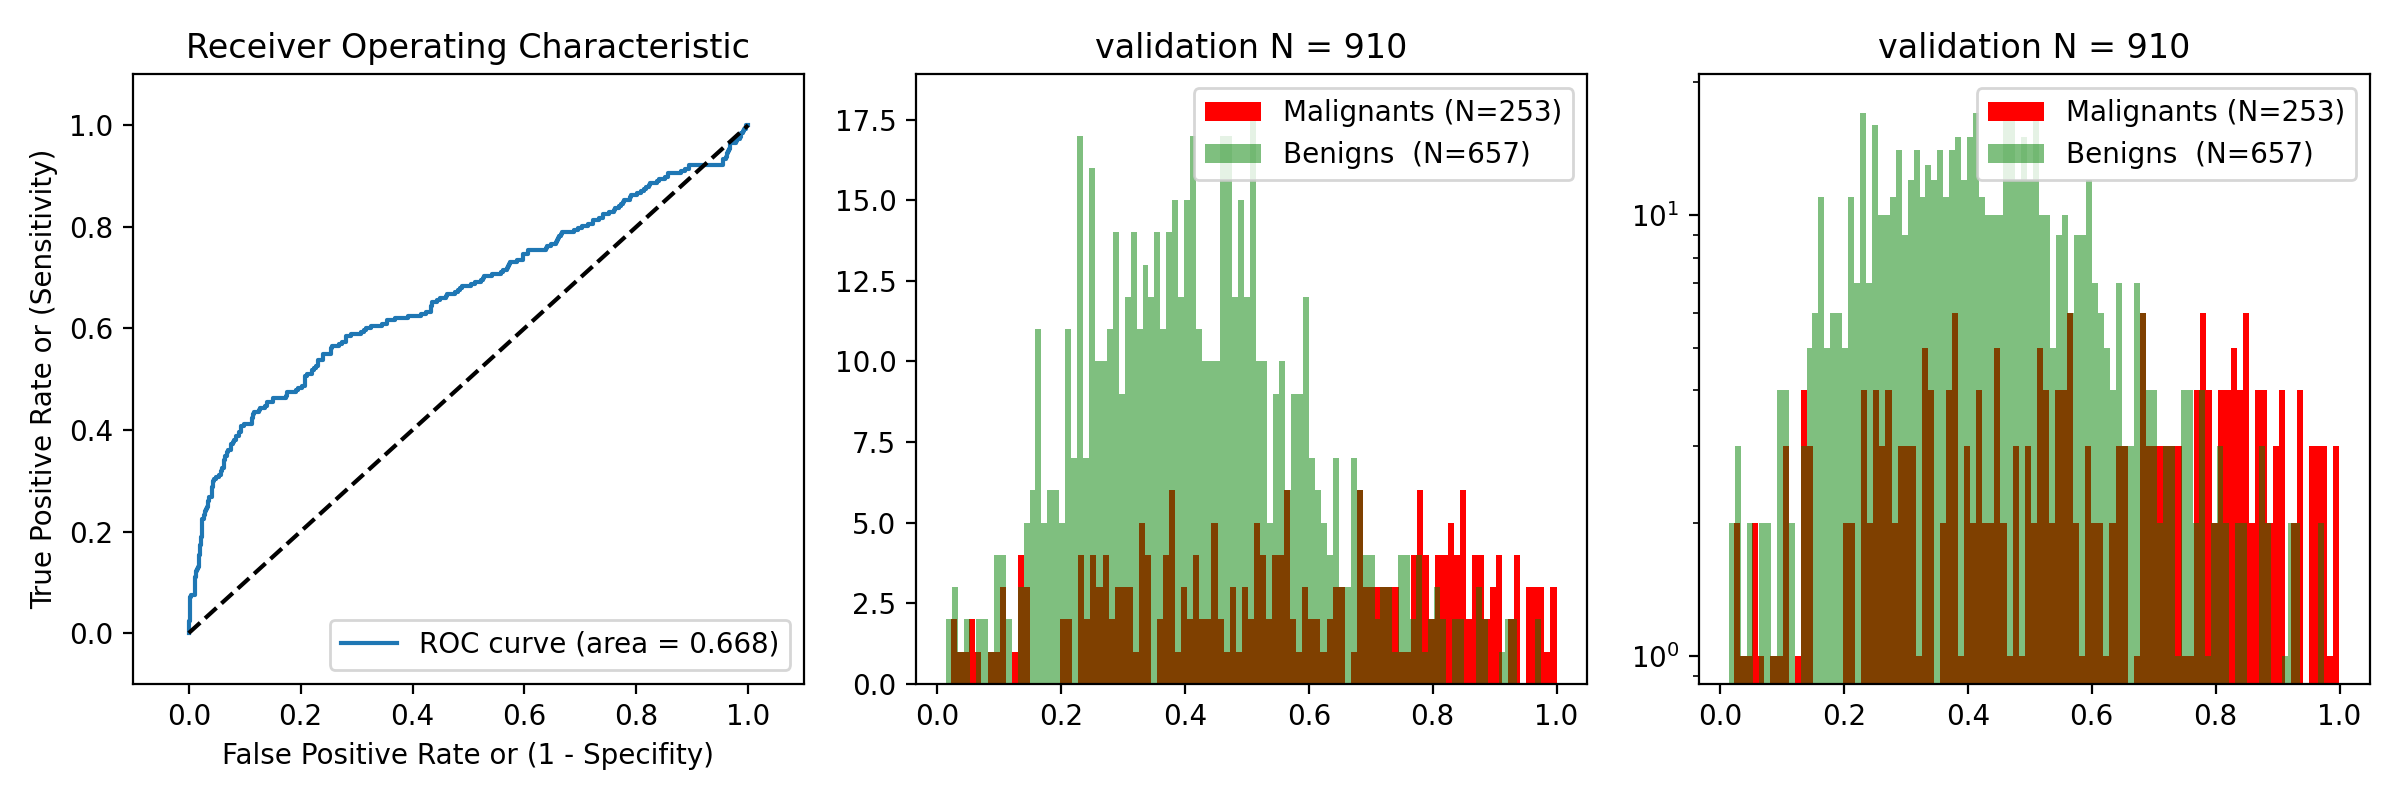 Receiver Operating Characteristic
1.0
0.8
0.6
0.4
0.2
0.0
True Positive Rate or (Sensitivity)
ROC curve (area = 0.668)
0.0 0.2 0.4 0.6 0.8 1.0
False Positive Rate or (1 - Specifity)
validation N = 910
Malignants (N=253)
Benigns (N=657)
17.5
15.0
12.5
10.0
7.5
5.0
2.5
0.0
0.0 0.2 0.4 0.6 0.8 1.0
validation N = 910
Malignants (N=253)
Benigns (N=657)
10¹
10⁰
0.0 0.2 0.4 0.6 0.8 1.0